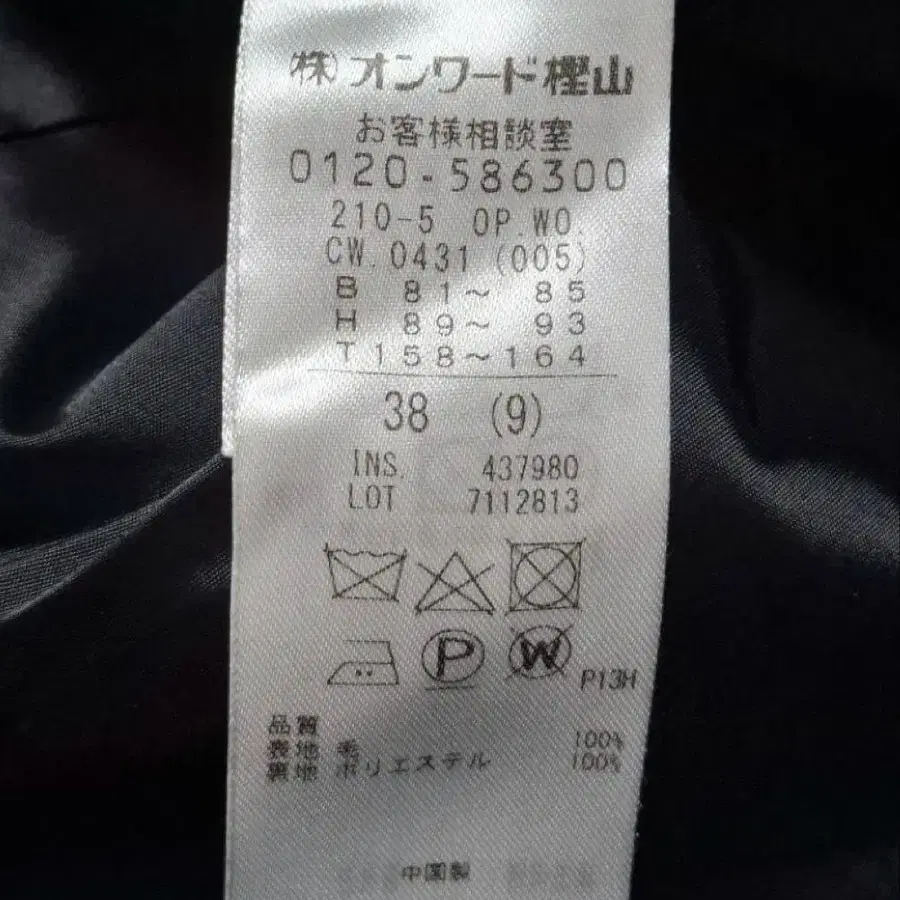 ㈱オンワード樫山
お客様相談室
0120-586300
210-5 OP.WO.
CW.0431 (005)
B 81～ 85
H 89～ 93
T158～164
38 (9)
INS. 437980
LOT 7112813
P
W
P13H
品質
表地 毛 100%
裏地 ポリエステル 100%
中国製